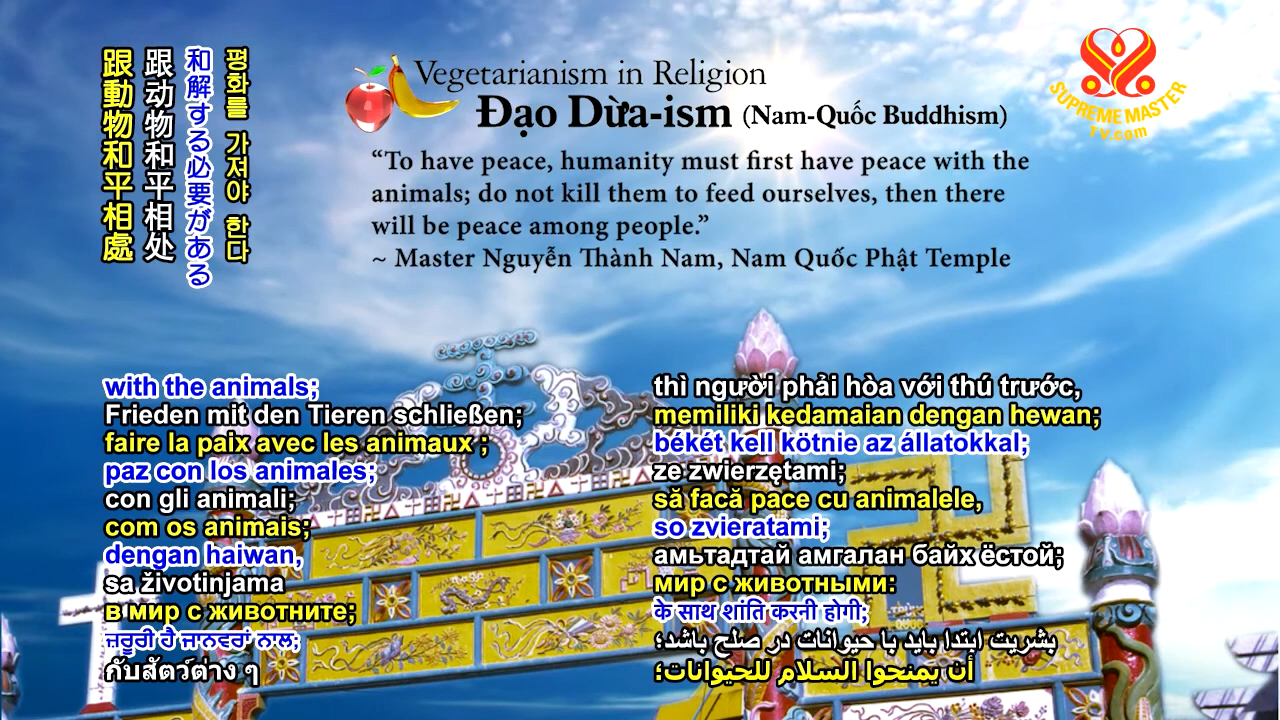 跟動物和平相處
跟动物和平相处
和解する必要がある
평화를 가져야 한다
Vegetarianism in Religion
Đạo Dừa-ism (Nam-Quốc Buddhism)
“To have peace, humanity must first have peace with the
animals; do not kill them to feed ourselves, then there
will be peace among people.”
~ Master Nguyễn Thành Nam, Nam Quốc Phật Temple
SUPREME MASTER
TV.com
with the animals;
Frieden mit den Tieren schließen;
faire la paix avec les animaux ;
paz con los animales;
con gli animali;
com os animais;
dengan haiwan,
sa životinjama
в мир с животните;
ਜ਼ਰੂਰੀ ਹੈ ਜਾਨਵਰਾਂ ਨਾਲ;
กับสัตว์ต่าง ๆ
thì người phải hòa với thú trước,
memiliki kedamaian dengan hewan;
békét kell kötnie az állatokkal;
ze zwierzętami;
să facă pace cu animalele,
so zvieratami;
амьтадтай амгалан байх ёстой;
мир с животными:
के साथ शांति करनी होगी;
بشریت ابتدا باید با حیوانات در صلح باشد؛
أن يمنحوا السلام للحيوانات؛